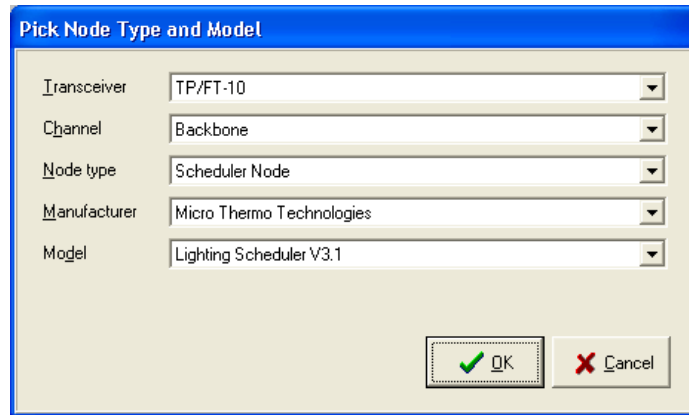 Pick Node Type and Model
Transceiver TP/FT-10
Channel Backbone
Node type Scheduler Node
Manufacturer Micro Thermo Technologies
Model Lighting Scheduler V3.1
OK Cancel